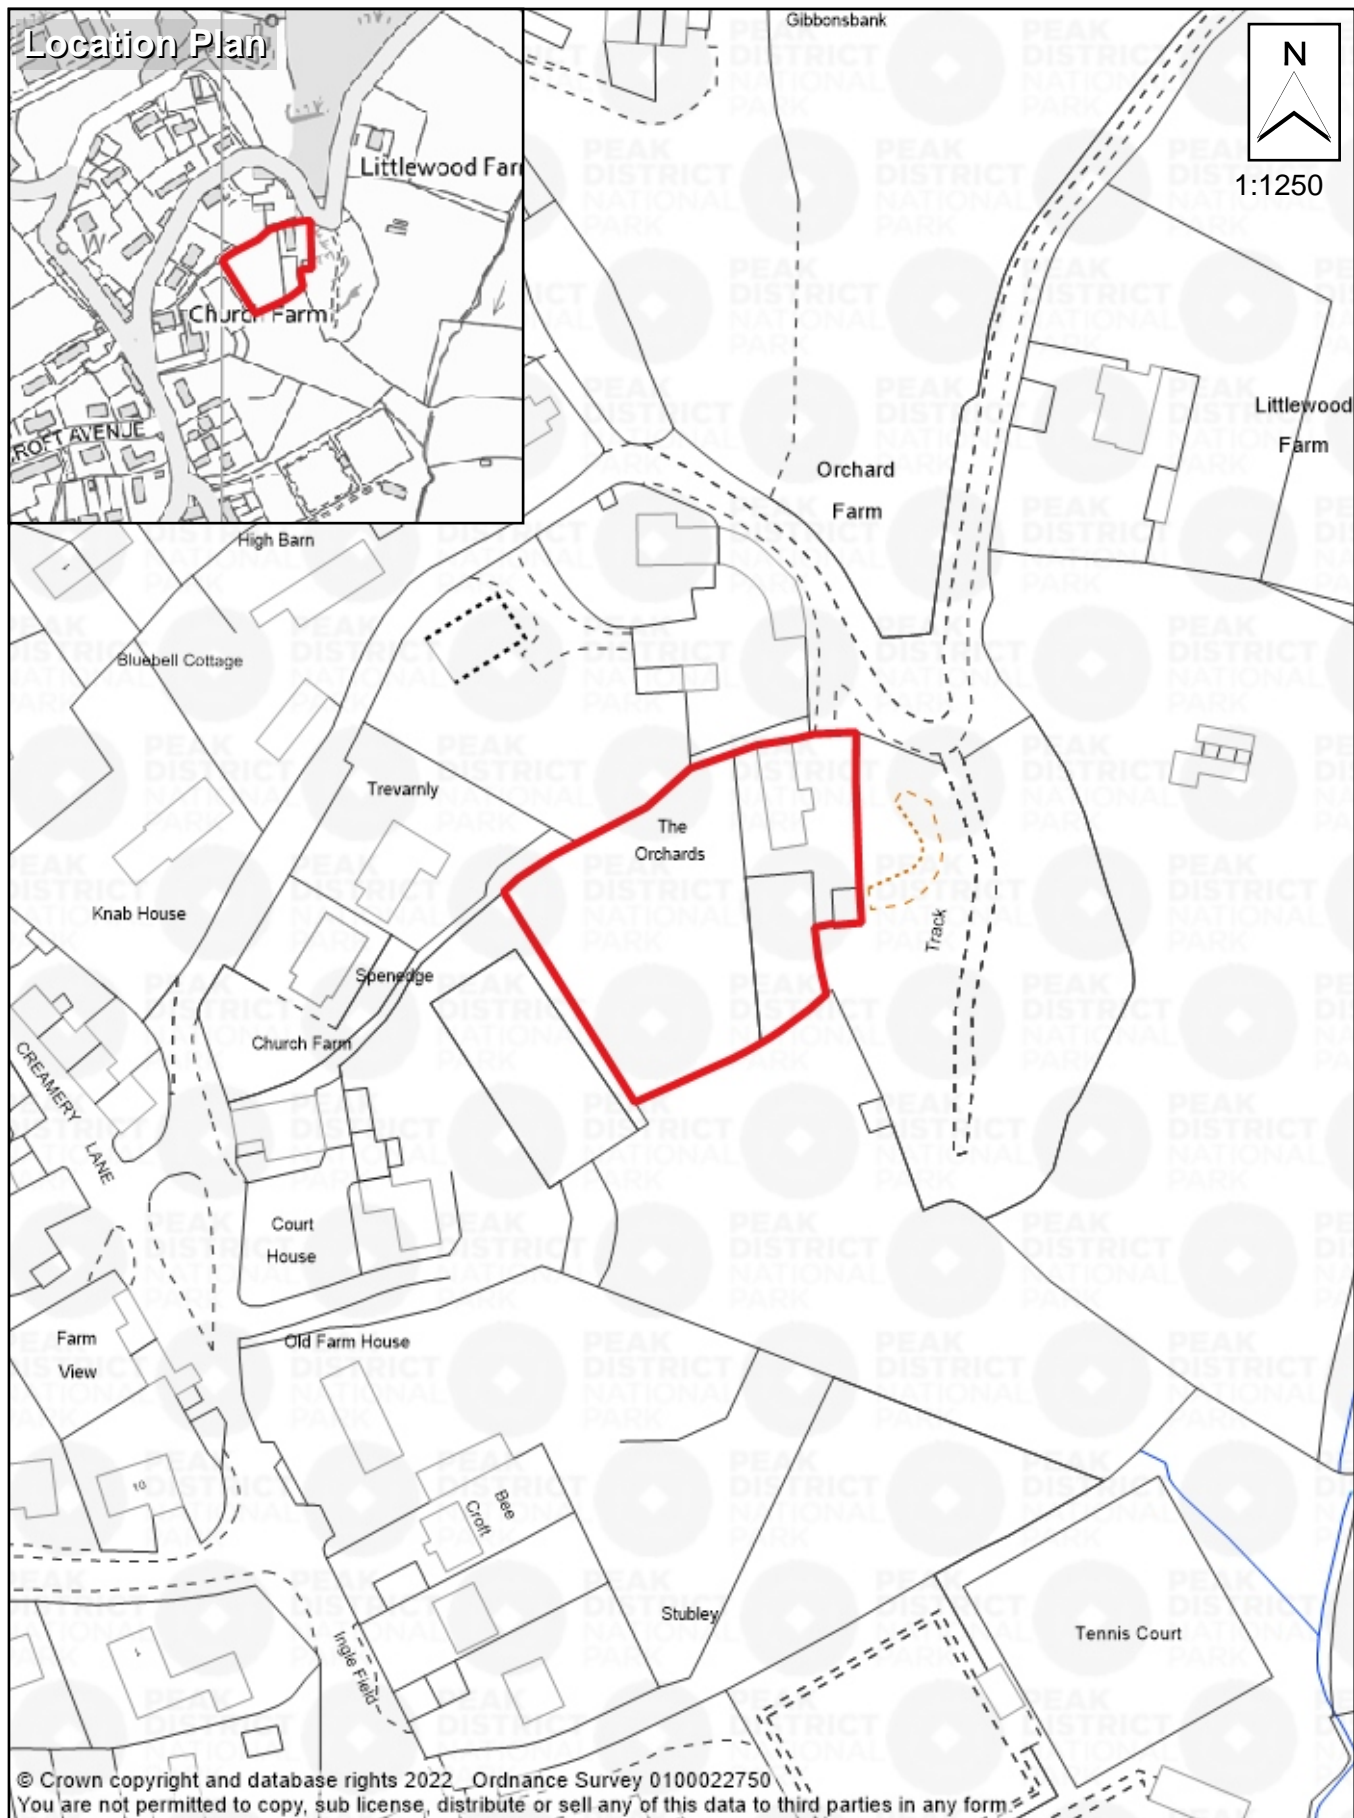 Location Plan
Littlewood Far
W
Church Farm
CROFT AVENUE
Gibbonsbank
N
1:1250
Littlewood
Farm
Orchard
Farm
High Barn
Bluebell Cottage
Trevarnly
The
Orchards
Knab House
Track
Spenedge
Church Farm
CREAMERY LANE
Court
House
Farm
View
Old Farm House
10
Bee
Croft
Stubley
Tennis Court
Ingle Field
1
PEAK
DISTRICT
NATIONAL
PARK
© Crown copyright and database rights 2022 Ordnance Survey 0100022750
You are not permitted to copy, sub license, distribute or sell any of this data to third parties in any form.